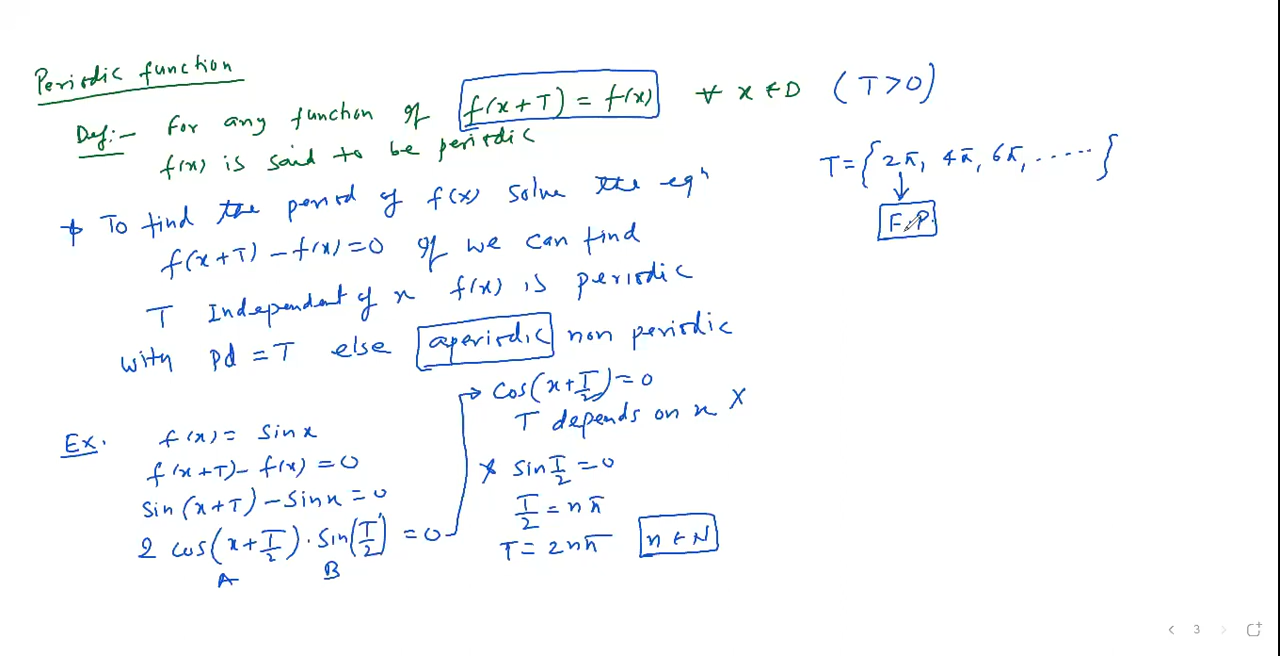 Periodic function
Def:- For any function if f(x+T) = f(x) ∀ x ∈ D (T>0)
f(x) is said to be periodic
T = { 2π, 4π, 6π, ..... }
F.P.
* To find the period of f(x) solve the eqn
f(x+T) - f(x) = 0 if we can find
T Independent of x f(x) is periodic
with Pd = T else aperiodic non periodic
Ex. f(x) = sinx
f(x+T) - f(x) = 0
sin(x+T) - sinx = 0
2 cos(x+T/2) . sin(T/2) = 0
A B
cos(x+T/2) = 0
T depends on x X
* sin T/2 = 0
T/2 = nπ
T = 2nπ n ∈ N
< 3 >